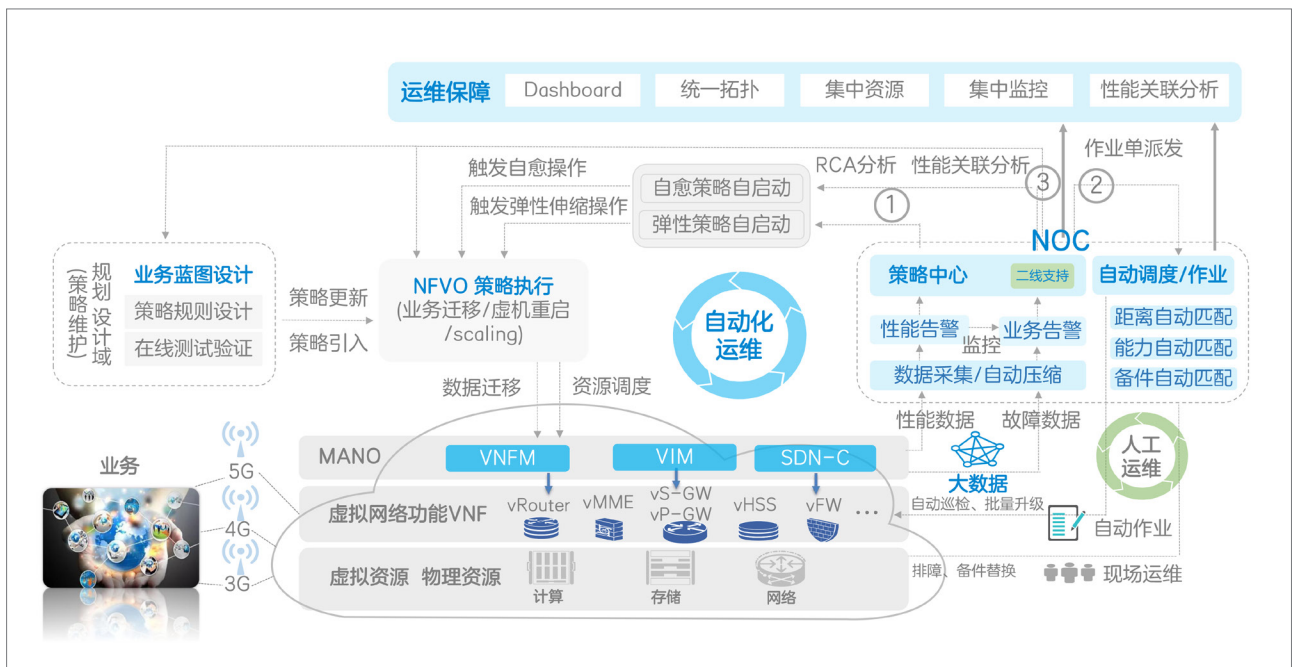 运维保障
Dashboard
统一拓扑
集中资源
集中监控
性能关联分析
触发自愈操作
触发弹性伸缩操作
自愈策略自启动
弹性策略自启动
RCA分析 性能关联分析
作业单派发
①
③
②
NOC
规划设计域
(策略维护)
业务蓝图设计
策略规则设计
在线测试验证
策略更新
策略引入
NFVO 策略执行
(业务迁移/虚机重启
/scaling)
自动化
运维
策略中心
二线支持
自动调度/作业
性能告警
监控
业务告警
距离自动匹配
能力自动匹配
备件自动匹配
数据采集/自动压缩
数据迁移
资源调度
性能数据
故障数据
大数据
人工
运维
业务
5G
4G
3G
MANO
VNFM
VIM
SDN-C
虚拟网络功能VNF
vRouter
vMME
vS-GW
vP-GW
vHSS
vFW
···
自动巡检、批量升级
自动作业
虚拟资源 物理资源
计算
存储
网络
排障、备件替换
现场运维